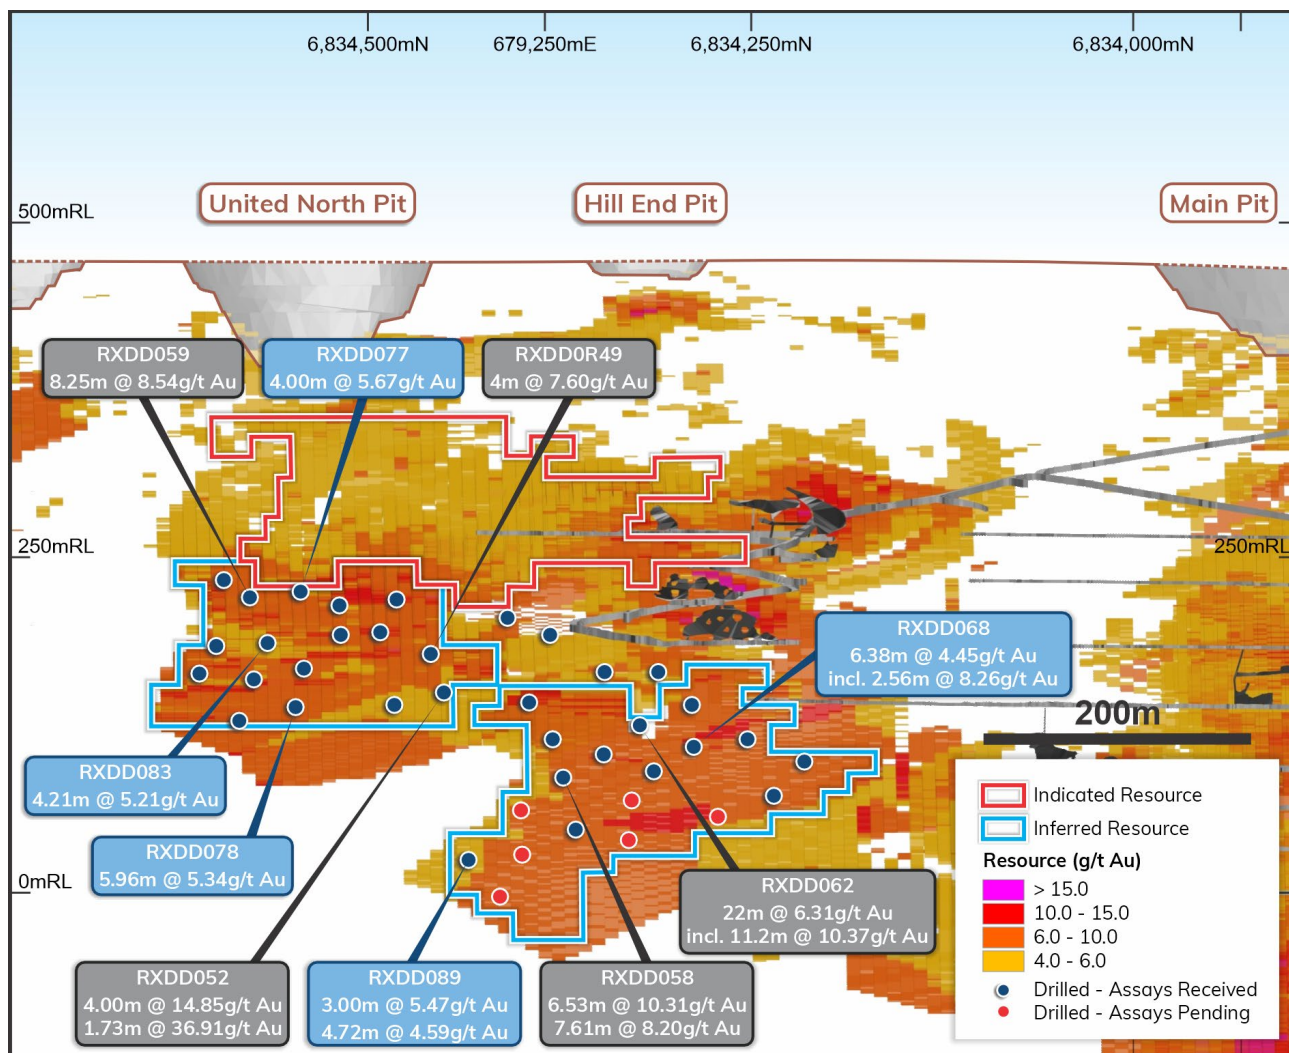 6,834,500mN
679,250mE
6,834,250mN
6,834,000mN
United North Pit
Hill End Pit
Main Pit
500mRL
RXDD059
8.25m @ 8.54g/t Au
RXDD077
4.00m @ 5.67g/t Au
RXDD0R49
4m @ 7.60g/t Au
250mRL
250mRL
RXDD068
6.38m @ 4.45g/t Au
incl. 2.56m @ 8.26g/t Au
200m
RXDD083
4.21m @ 5.21g/t Au
RXDD078
5.96m @ 5.34g/t Au
0mRL
RXDD062
22m @ 6.31g/t Au
incl. 11.2m @ 10.37g/t Au
RXDD052
4.00m @ 14.85g/t Au
1.73m @ 36.91g/t Au
RXDD089
3.00m @ 5.47g/t Au
4.72m @ 4.59g/t Au
RXDD058
6.53m @ 10.31g/t Au
7.61m @ 8.20g/t Au
Indicated Resource
Inferred Resource
Resource (g/t Au)
> 15.0
10.0 - 15.0
6.0 - 10.0
4.0 - 6.0
Drilled - Assays Received
Drilled - Assays Pending